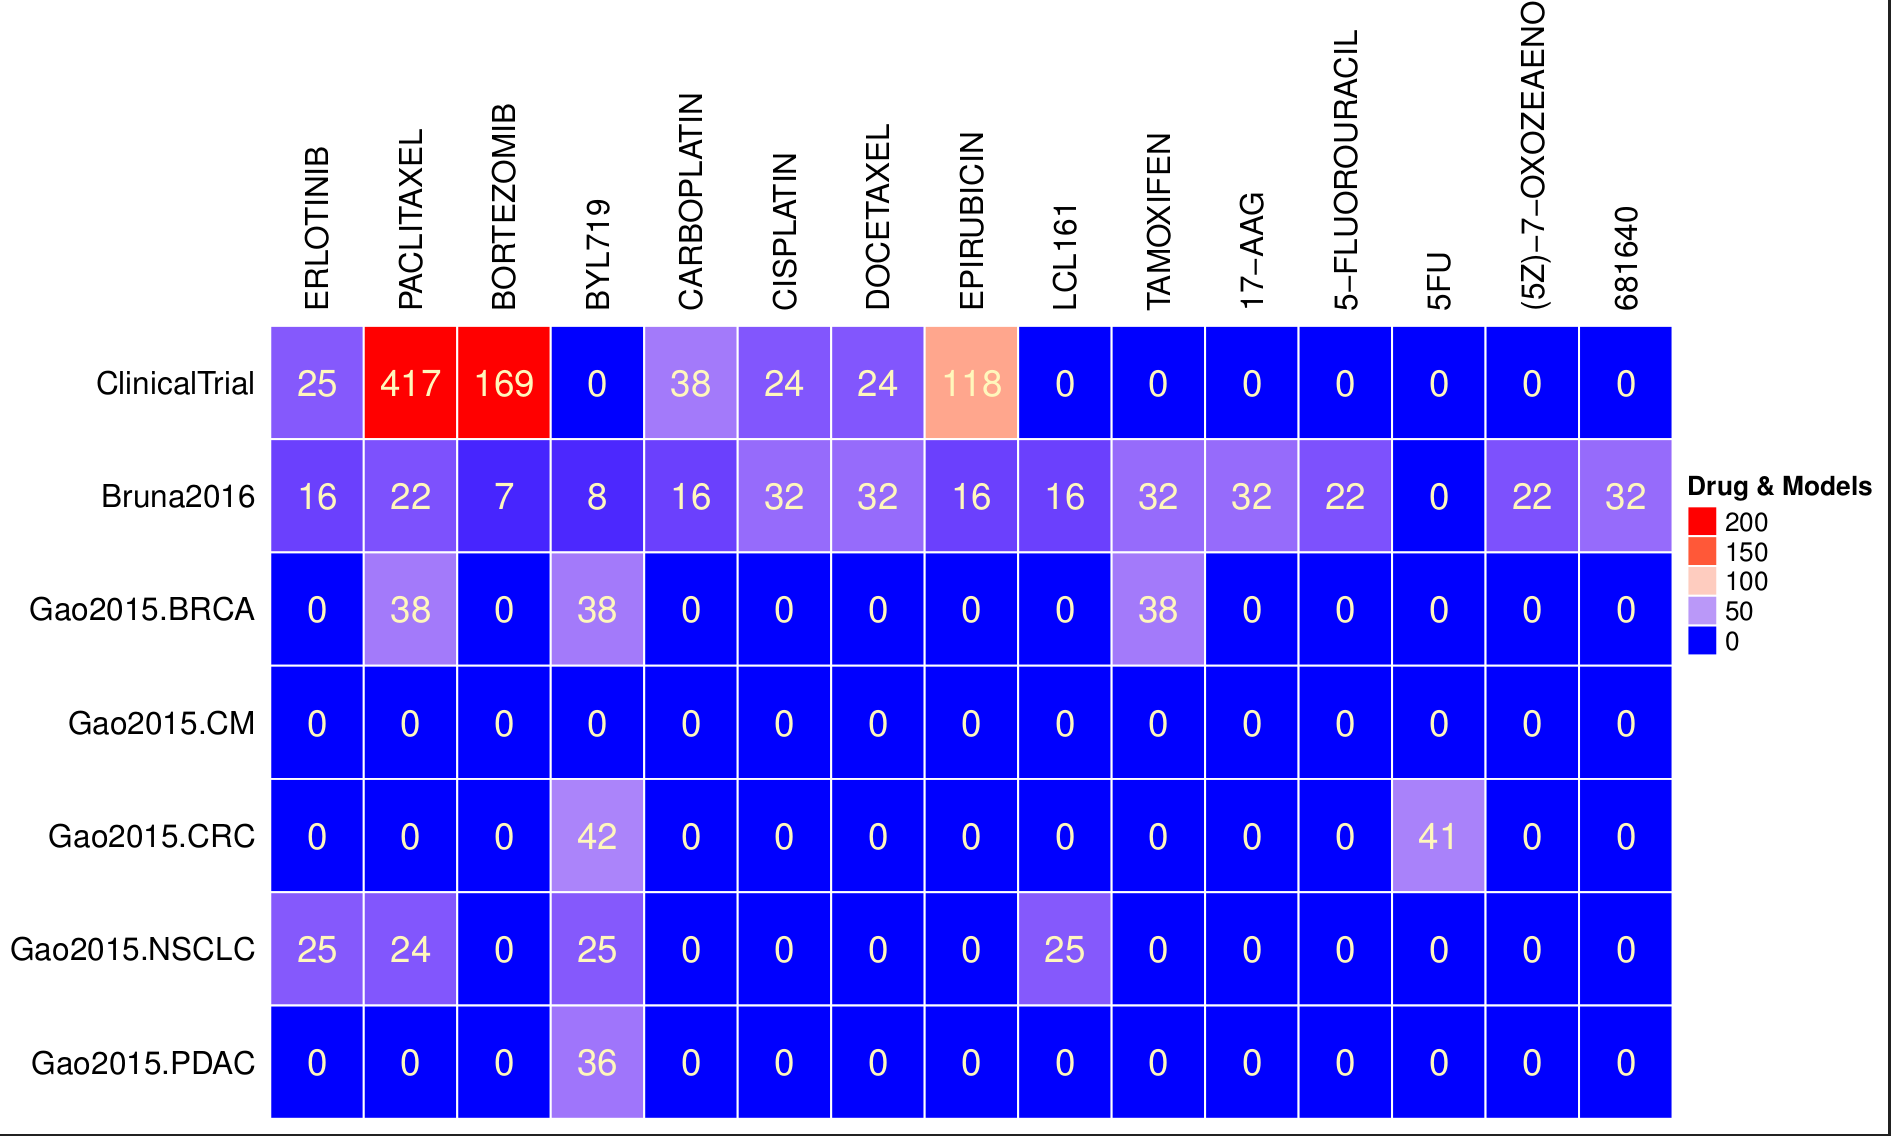 ERLOTINIB PACLITAXEL BORTEZOMIB BYL719 CARBOPLATIN CISPLATIN DOCETAXEL EPIRUBICIN LCL161 TAMOXIFEN 17−AAG 5−FLUOROURACIL 5FU (5Z)−7−OXOZEAENO 681640
ClinicalTrial 25 417 169 0 38 24 24 118 0 0 0 0 0 0 0
Bruna2016 16 22 7 8 16 32 32 16 16 32 32 22 0 22 32
Gao2015.BRCA 0 38 0 38 0 0 0 0 0 38 0 0 0 0 0
Gao2015.CM 0 0 0 0 0 0 0 0 0 0 0 0 0 0 0
Gao2015.CRC 0 0 0 42 0 0 0 0 0 0 0 0 41 0 0
Gao2015.NSCLC 25 24 0 25 0 0 0 0 25 0 0 0 0 0 0
Gao2015.PDAC 0 0 0 36 0 0 0 0 0 0 0 0 0 0 0
Drug & Models
200
150
100
50
0